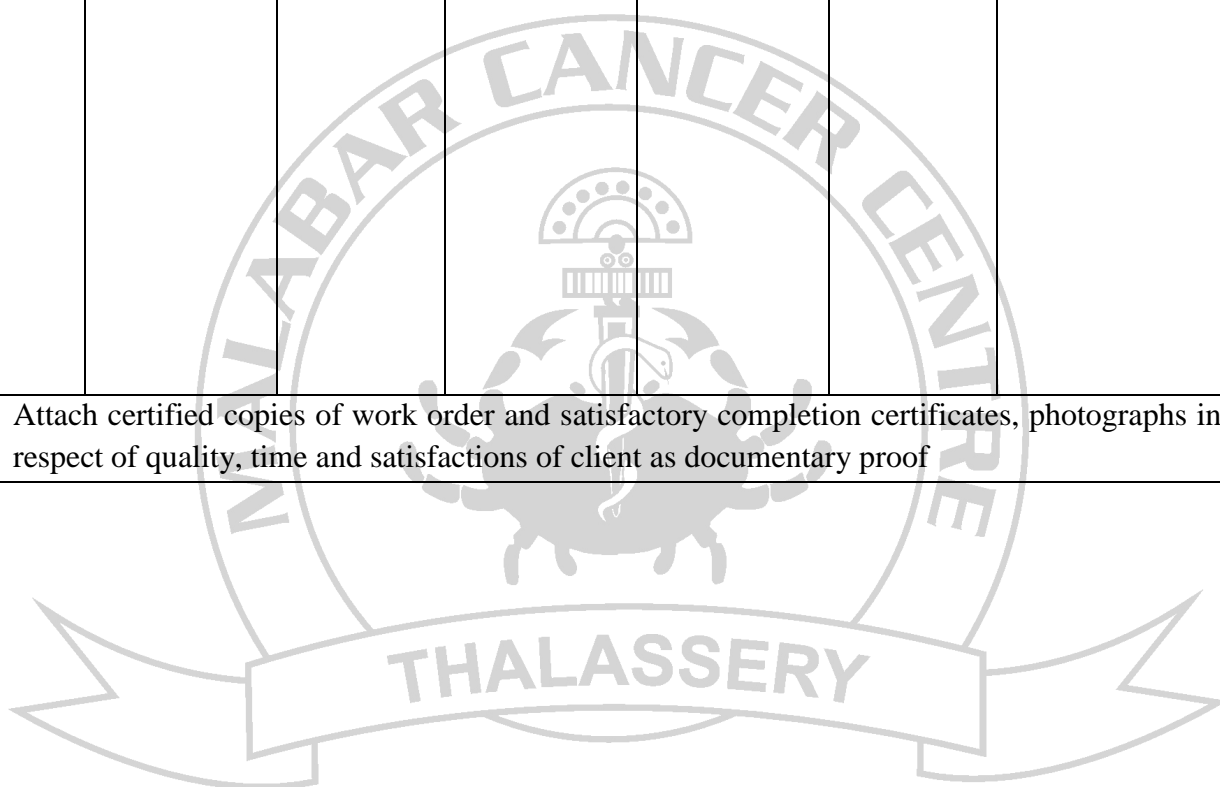 MALABAR CANCER CENTRE
Attach certified copies of work order and satisfactory completion certificates, photographs in
respect of quality, time and satisfactions of client as documentary proof
THALASSERY